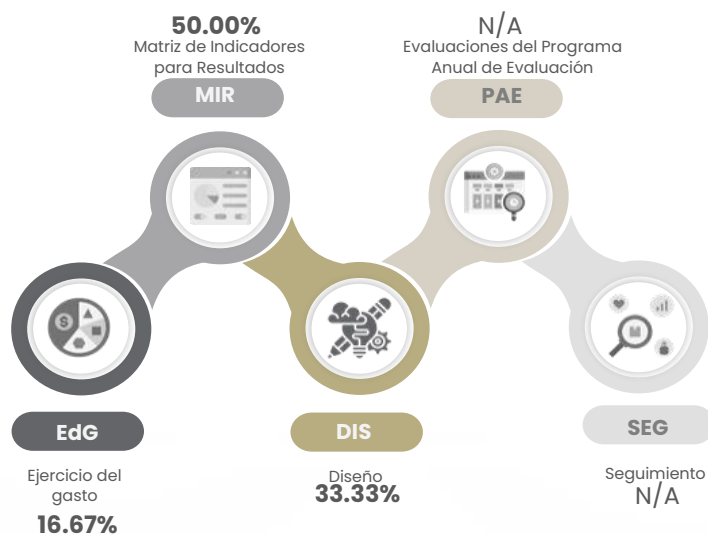 50.00%
Matriz de Indicadores
para Resultados
MIR
N/A
Evaluaciones del Programa
Anual de Evaluación
PAE
$
EdG
Ejercicio del
gasto
16.67%
DIS
Diseño
33.33%
SEG
Seguimiento
N/A